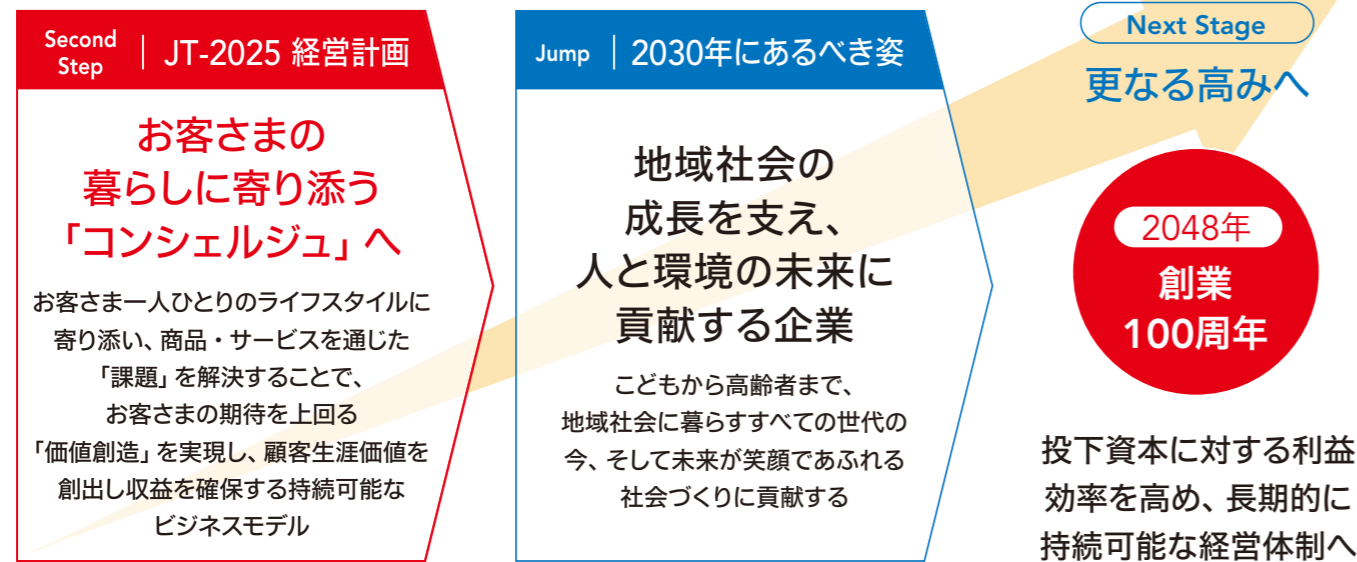 Second
Step
JT-2025 経営計画
お客さまの
暮らしに寄り添う
「コンシェルジュ」へ
お客さま一人ひとりのライフスタイルに
寄り添い、商品・サービスを通じた
「課題」を解決することで、
お客さまの期待を上回る
「価値創造」を実現し、顧客生涯価値を
創出し収益を確保する持続可能な
ビジネスモデル
Jump
2030年にあるべき姿
地域社会の
成長を支え、
人と環境の未来に
貢献する企業
こどもから高齢者まで、
地域社会に暮らすすべての世代の
今、そして未来が笑顔であふれる
社会づくりに貢献する
Next Stage
更なる高みへ
2048年
創業
100周年
投下資本に対する利益
効率を高め、長期的に
持続可能な経営体制へ